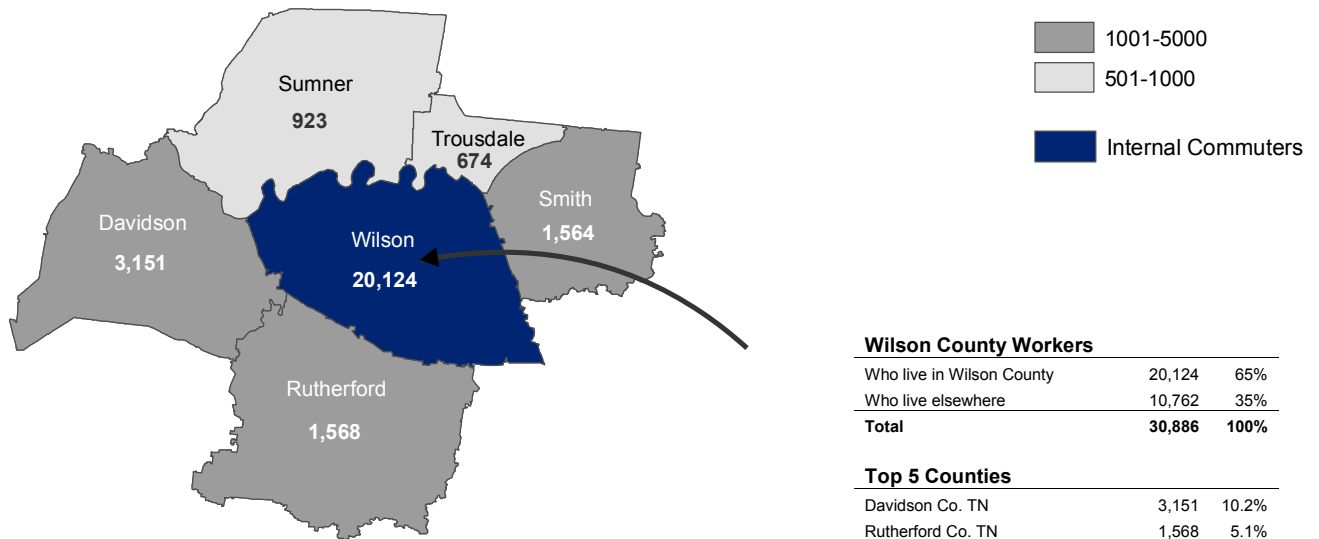 1001-5000
501-1000
Internal Commuters
Sumner
923
Trousdale
674
Smith
1,564
Davidson
3,151
Wilson
20,124
Rutherford
1,568
Wilson County Workers
Who live in Wilson County 20,124 65%
Who live elsewhere 10,762 35%
Total 30,886 100%
Top 5 Counties
Davidson Co. TN 3,151 10.2%
Rutherford Co. TN 1,568 5.1%